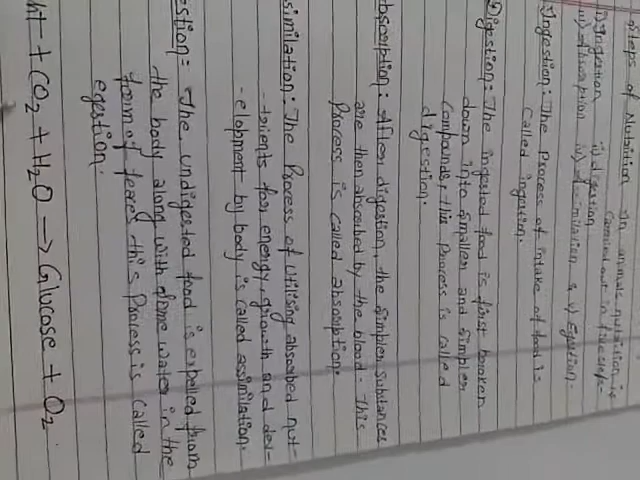 Steps of Nutrition in animals nutrition is
carried out in five steps-
i) Ingestion ii) digestion
iii) Absorption iv) Assimilation & v) Egestion.
Ingestion: The Process of intake of food is
called ingestion.
Digestion: The ingested food is first broken
down into smaller and simpler
compounds, this Process is called
digestion.
absorption: After digestion, the simpler substances
are then absorbed by the blood. This
Process is called absorption.
similation: The Process of utilising absorbed nut-
-rients for energy, growth and dev-
-elopment by body is called assimilation.
estion: The undigested food is expelled from
the body along with some water in the
form of feaces this Process is called
egestion.
ht + CO2 + H2O → Glucose + O2.